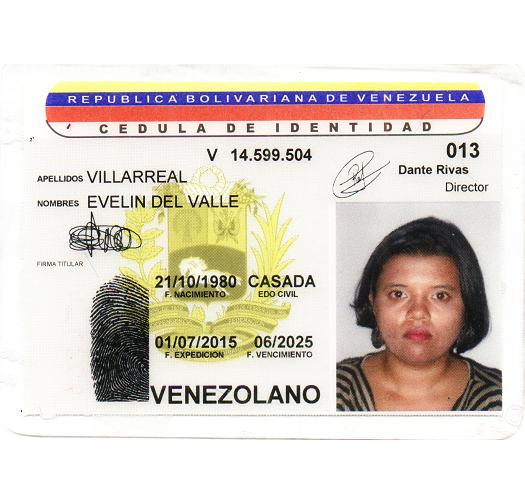 REPUBLICA BOLIVARIANA DE VENEZUELA
CEDULA DE IDENTIDAD
V 14.599.504
013
APELLIDOS VILLARREAL
Dante Rivas
Director
NOMBRES EVELIN DEL VALLE
FIRMA TITULAR
21/10/1980 CASADA
F. NACIMIENTO EDO CIVIL
01/07/2015 06/2025
F. EXPEDICION F. VENCIMIENTO
VENEZOLANO